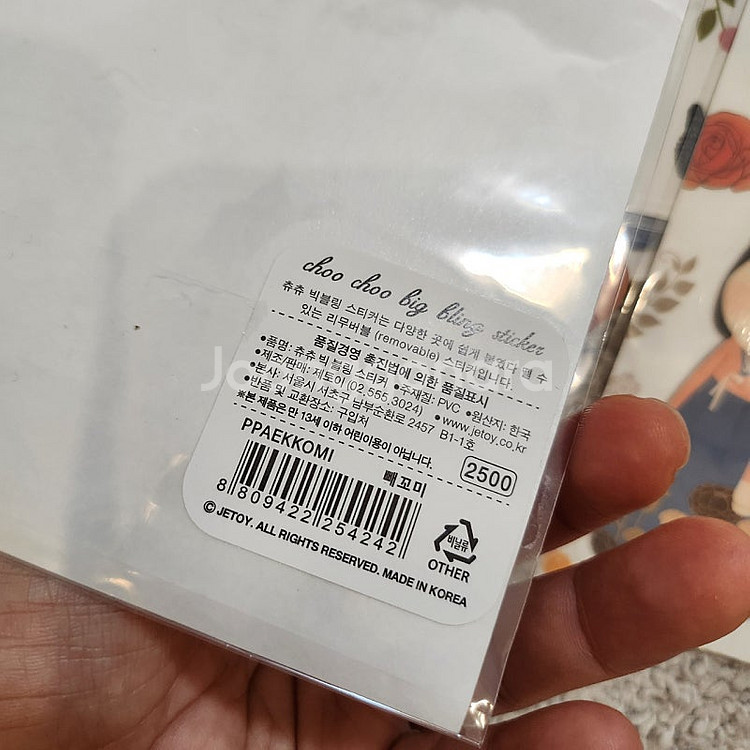 choo choo big bling sticker
츄츄 빅블링 스티커는 다양한 곳에 쉽게 붙였다 뗄 수
있는 리무버블 (removable) 스티커입니다.
품질경영 촉진법에 의한 품질표시
•품명: 츄츄 빅블링 스티커 •주재질: PVC •원산지: 한국
•제조/판매: 제토이 (02.555.3024) •www.jetoy.co.kr
•본사: 서울시 서초구 남부순환로 2457 B1-1호
•반품 및 교환장소: 구입처
※본 제품은 만 13세 이하 어린이용이 아닙니다.
PPAEKKOMI
빼꼬미
2500
8 809422 254242
비닐류
OTHER
©JETOY. ALL RIGHTS RESERVED. MADE IN KOREA